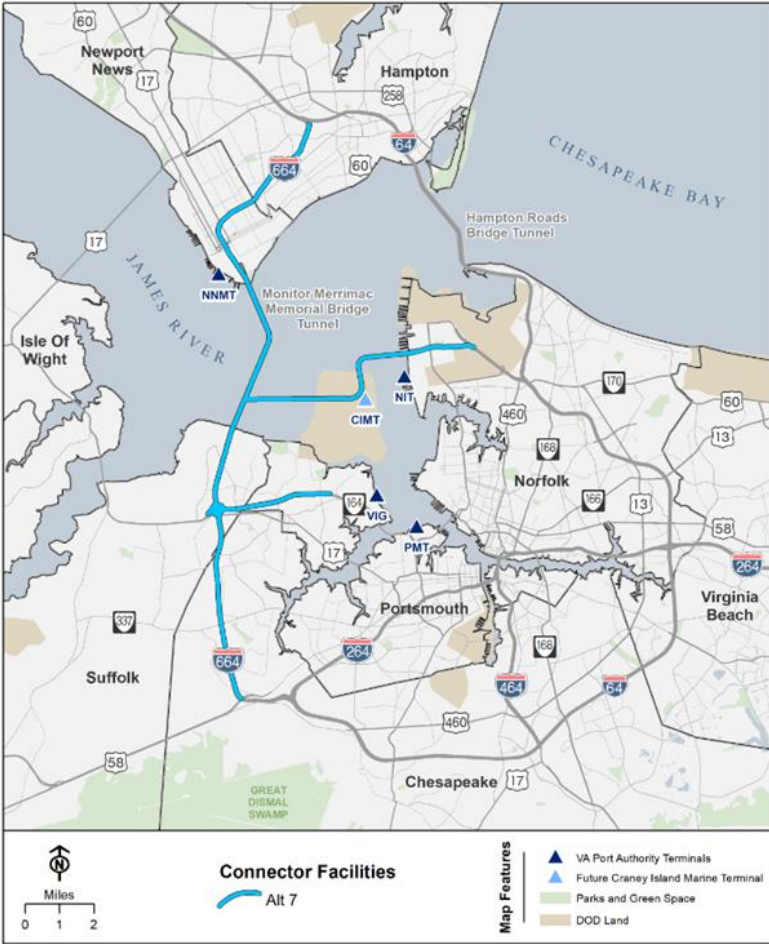 60
Newport
News
17
Hampton
258
64
60
664
CHESAPEAKE BAY
Hampton Roads
Bridge Tunnel
17
JAMES RIVER
NNMT
Monitor Merrimac
Memorial Bridge
Tunnel
Isle Of
Wight
NIT
170
CIMT
460
60
13
168
Norfolk
164
VIG
166
13
17
PMT
58
264
Virginia
Beach
Portsmouth
337
264
168
Suffolk
664
464
64
460
58
Chesapeake
17
GREAT
DISMAL
SWAMP
N
Miles
0 1 2
Connector Facilities
Alt 7
Map Features
VA Port Authority Terminals
Future Craney Island Marine Terminal
Parks and Green Space
DOD Land